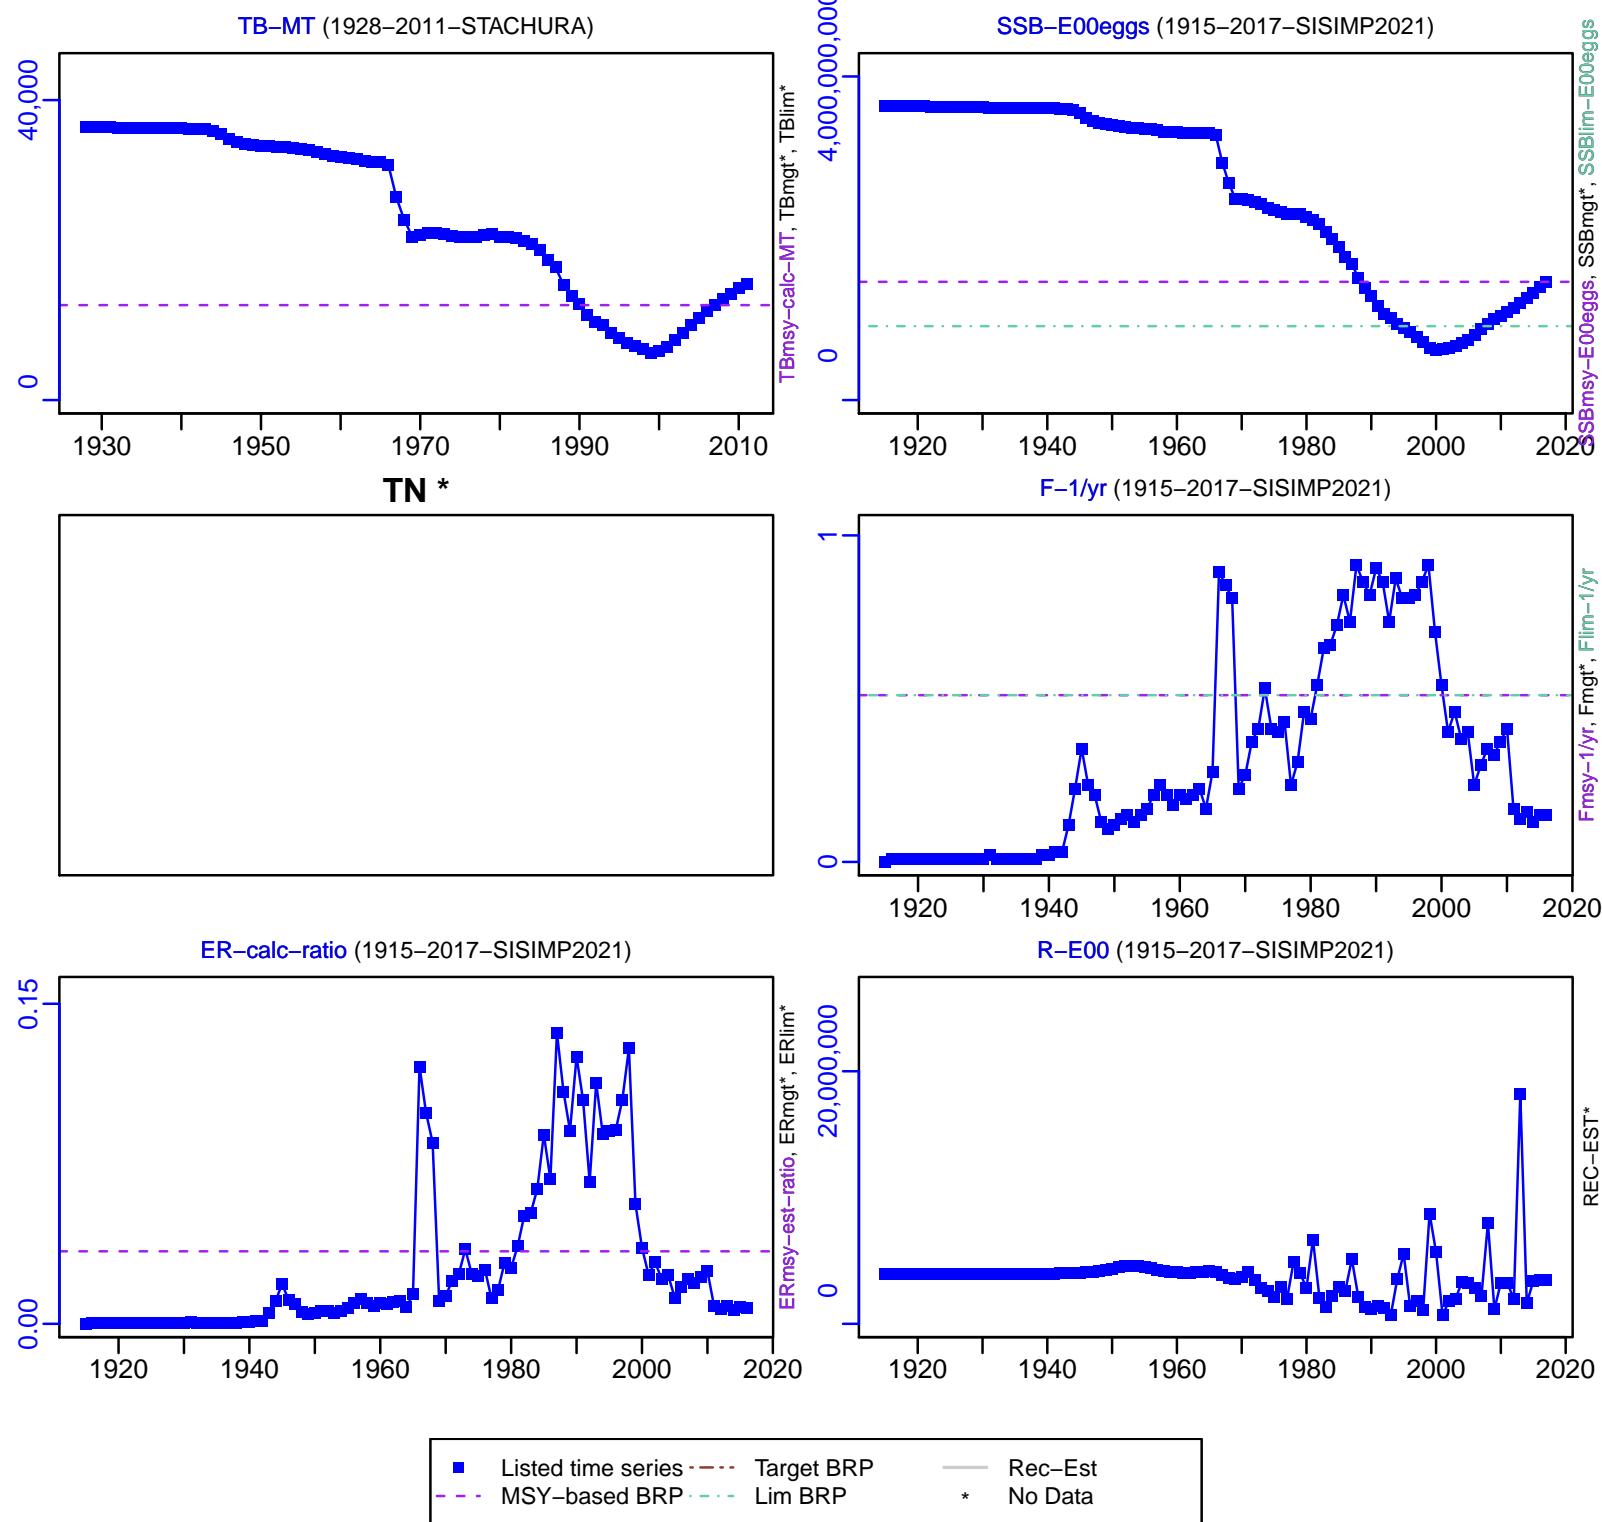 TB−MT (1928−2011−STACHURA)
40,000
0
1930 1950 1970 1990 2010
TBmsy−calc−MT, TBmgt*, TBlim*
SSB−E00eggs (1915−2017−SISIMP2021)
4,000,000,000
0
1920 1940 1960 1980 2000 2020
SSBmsy−E00eggs, SSBmgt*, SSBlim−E00eggs
TN *
F−1/yr (1915−2017−SISIMP2021)
1
0
1920 1940 1960 1980 2000 2020
Fmsy−1/yr, Fmgt*, Flim−1/yr
ER−calc−ratio (1915−2017−SISIMP2021)
0.15
0.00
1920 1940 1960 1980 2000 2020
ERmsy−est−ratio, ERmgt*, ERlim*
R−E00 (1915−2017−SISIMP2021)
20,000,000
0
1920 1940 1960 1980 2000 2020
REC−EST*
Listed time series Target BRP Rec−Est
MSY−based BRP Lim BRP * No Data